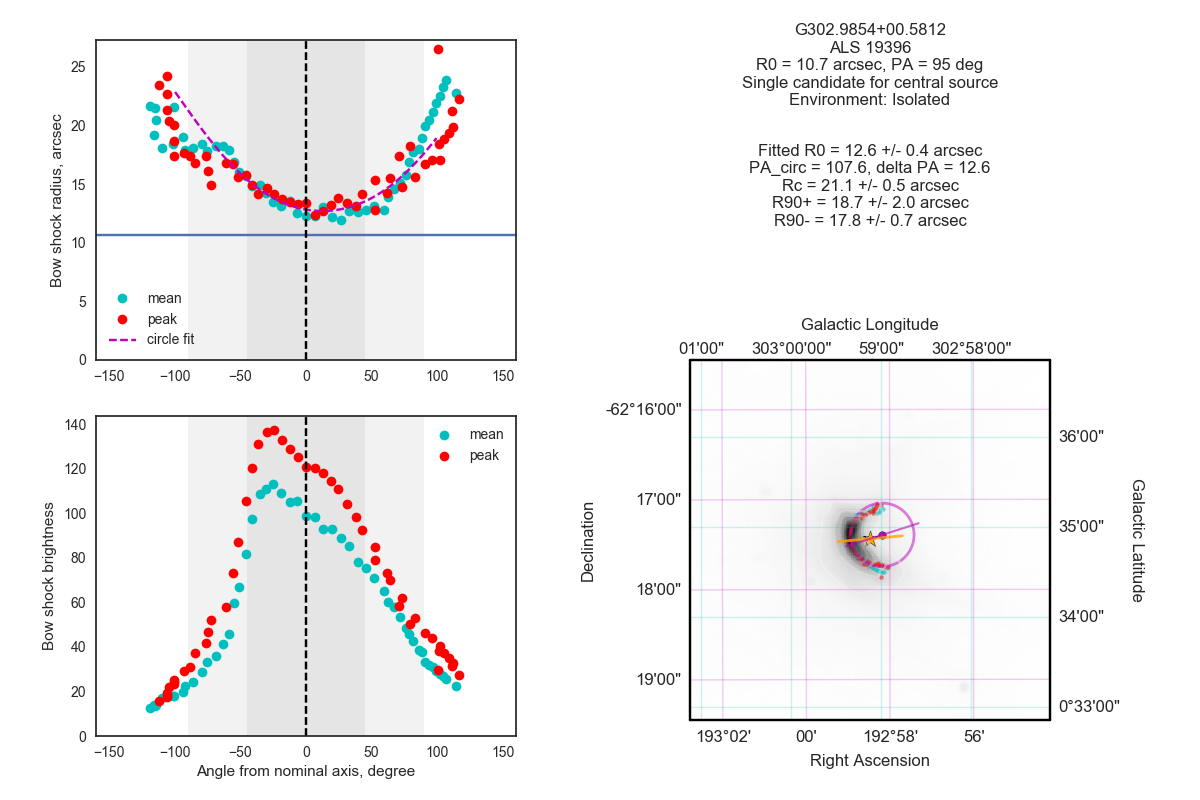 G302.9854+00.5812
ALS 19396
R0 = 10.7 arcsec, PA = 95 deg
Single candidate for central source
Environment: Isolated
Fitted R0 = 12.6 +/- 0.4 arcsec
PA_circ = 107.6, delta PA = 12.6
Rc = 21.1 +/- 0.5 arcsec
R90+ = 18.7 +/- 2.0 arcsec
R90- = 17.8 +/- 0.7 arcsec
Bow shock radius, arcsec
25
20
15
10
5
0
mean
peak
circle fit
−150 −100 −50 0 50 100 150
Bow shock brightness
140
120
100
80
60
40
20
0
mean
peak
−150 −100 −50 0 50 100 150
Angle from nominal axis, degree
Galactic Longitude
01'00" 303°00'00" 59'00" 302°58'00"
Declination
-62°16'00"
17'00"
18'00"
19'00"
36'00"
35'00"
34'00"
0°33'00"
Galactic Latitude
193°02' 00' 192°58' 56'
Right Ascension